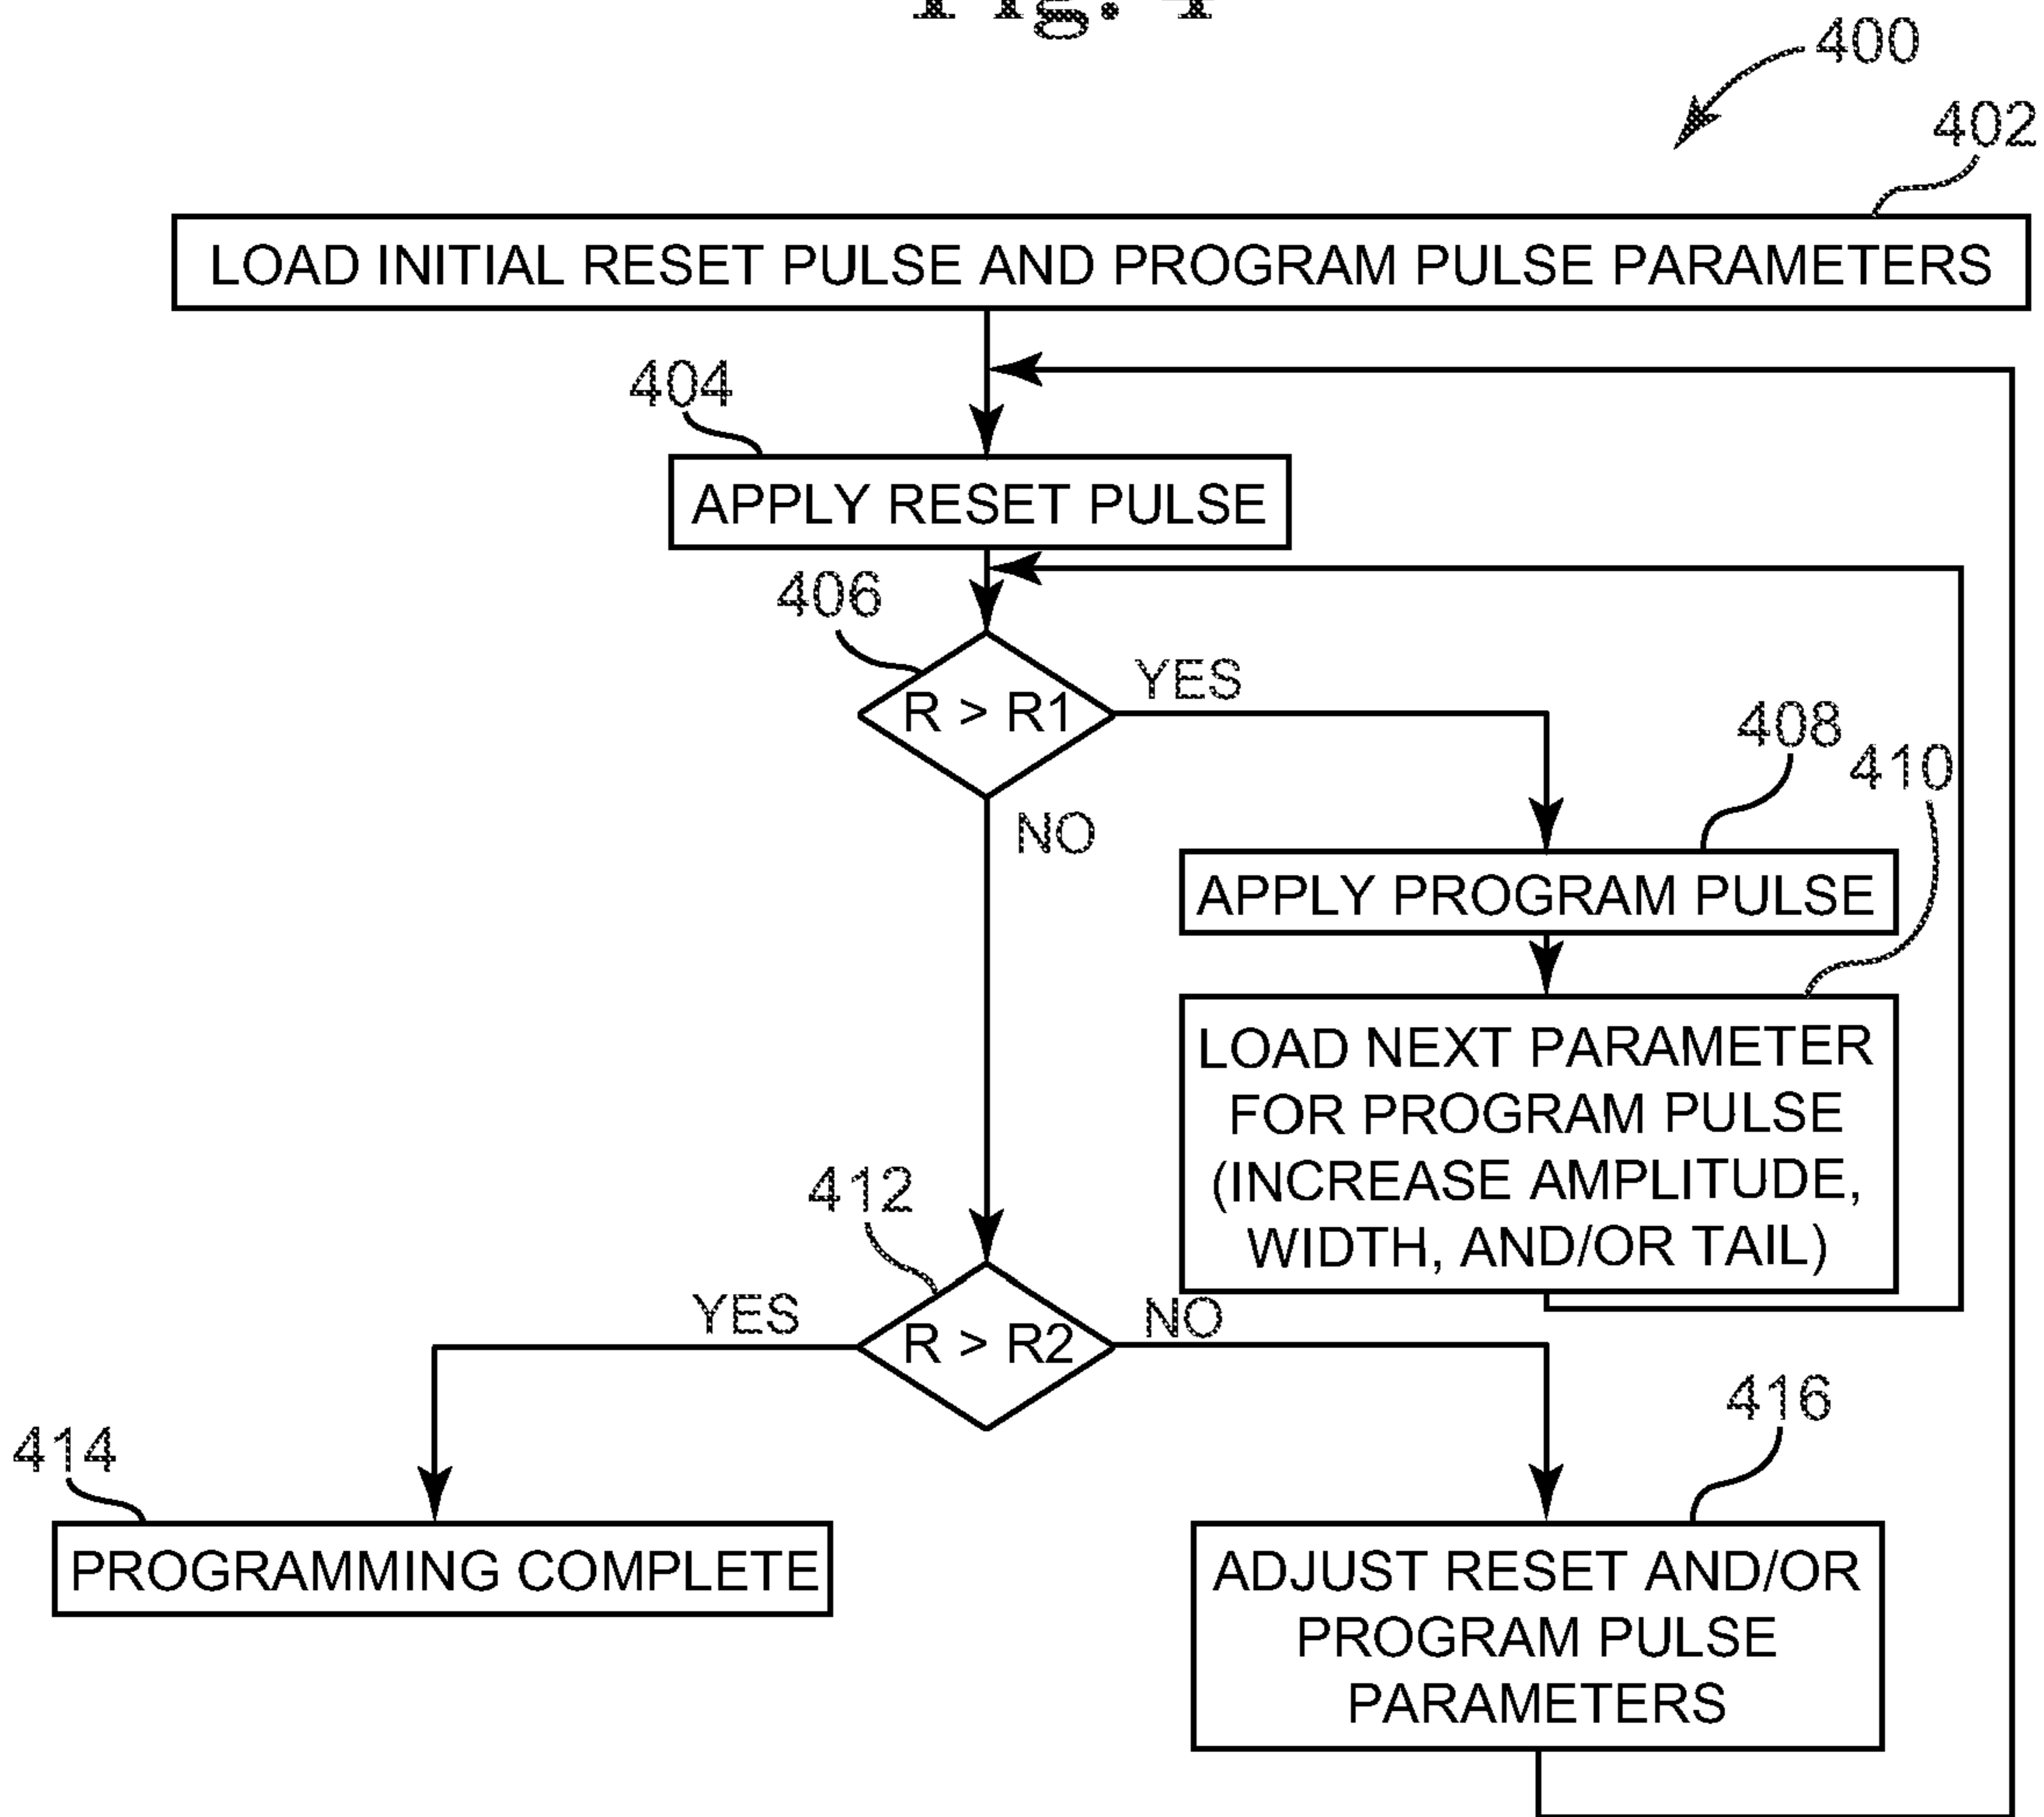 Fig. 4
400
402
LOAD INITIAL RESET PULSE AND PROGRAM PULSE PARAMETERS
404
APPLY RESET PULSE
406
R > R1
YES
NO
408
410
APPLY PROGRAM PULSE
LOAD NEXT PARAMETER
FOR PROGRAM PULSE
(INCREASE AMPLITUDE,
WIDTH, AND/OR TAIL)
412
R > R2
YES
NO
414
PROGRAMMING COMPLETE
416
ADJUST RESET AND/OR
PROGRAM PULSE
PARAMETERS